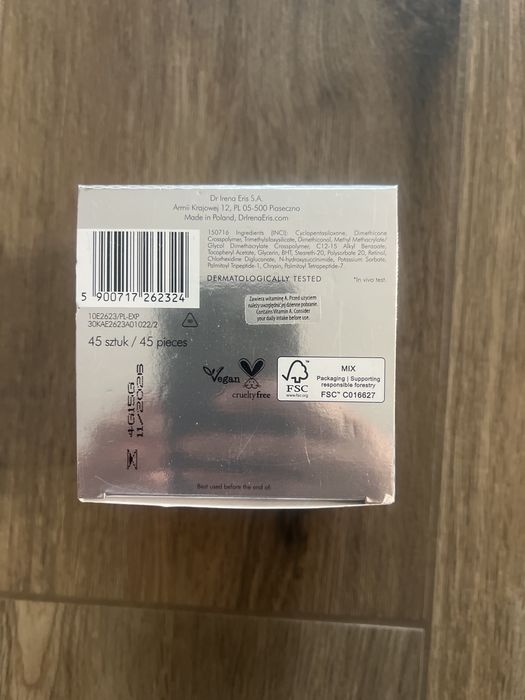 Dr Irena Eris S.A.
Armii Krajowej 12, PL 05-500 Piaseczno
Made in Poland, DrIrenaEris.com
150716 Ingredients (INCI): Cyclopentasiloxane, Dimethicone
Crosspolymer, Trimethylsiloxysilicate, Dimethiconol, Methyl Methacrylate/
Glycol Dimethacrylate Crosspolymer, C12-15 Alkyl Benzoate,
Tocopheryl Acetate, Glycerin, BHT, Steareth-20, Polysorbate 20, Retinol,
Chlorhexidine Digluconate, N-hydroxysuccinimide, Potassium Sorbate,
Palmitoyl Tripeptide-1, Chrysin, Palmitoyl Tetrapeptide-7.
DERMATOLOGICALLY TESTED
*In vivo test.
5 900717 262324
Zawiera witaminę A. Przed użyciem
należy uwzględnić jej dzienne pobranie.
Contains Vitamin A. Consider
your daily intake before use.
10E2623/PL-EXP
30KAE2623A01022/2
45 sztuk / 45 pieces
Vegan
crueltyfree
FSC
www.fsc.org
MIX
Packaging | Supporting
responsible forestry
FSC™ C016627
4G15G
11/2026
Best used before the end of: